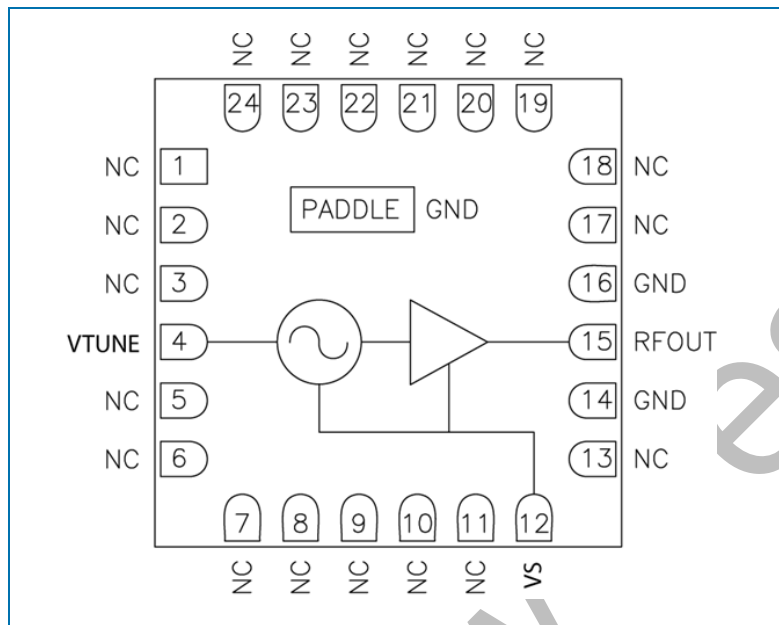 NC NC NC NC NC NC
24 23 22 21 20 19
NC 1
18 NC
PADDLE GND
NC 2
17 NC
NC 3
16 GND
VTUNE 4
15 RFOUT
NC 5
14 GND
NC 6
13 NC
7 8 9 10 11 12
NC NC NC NC NC VS